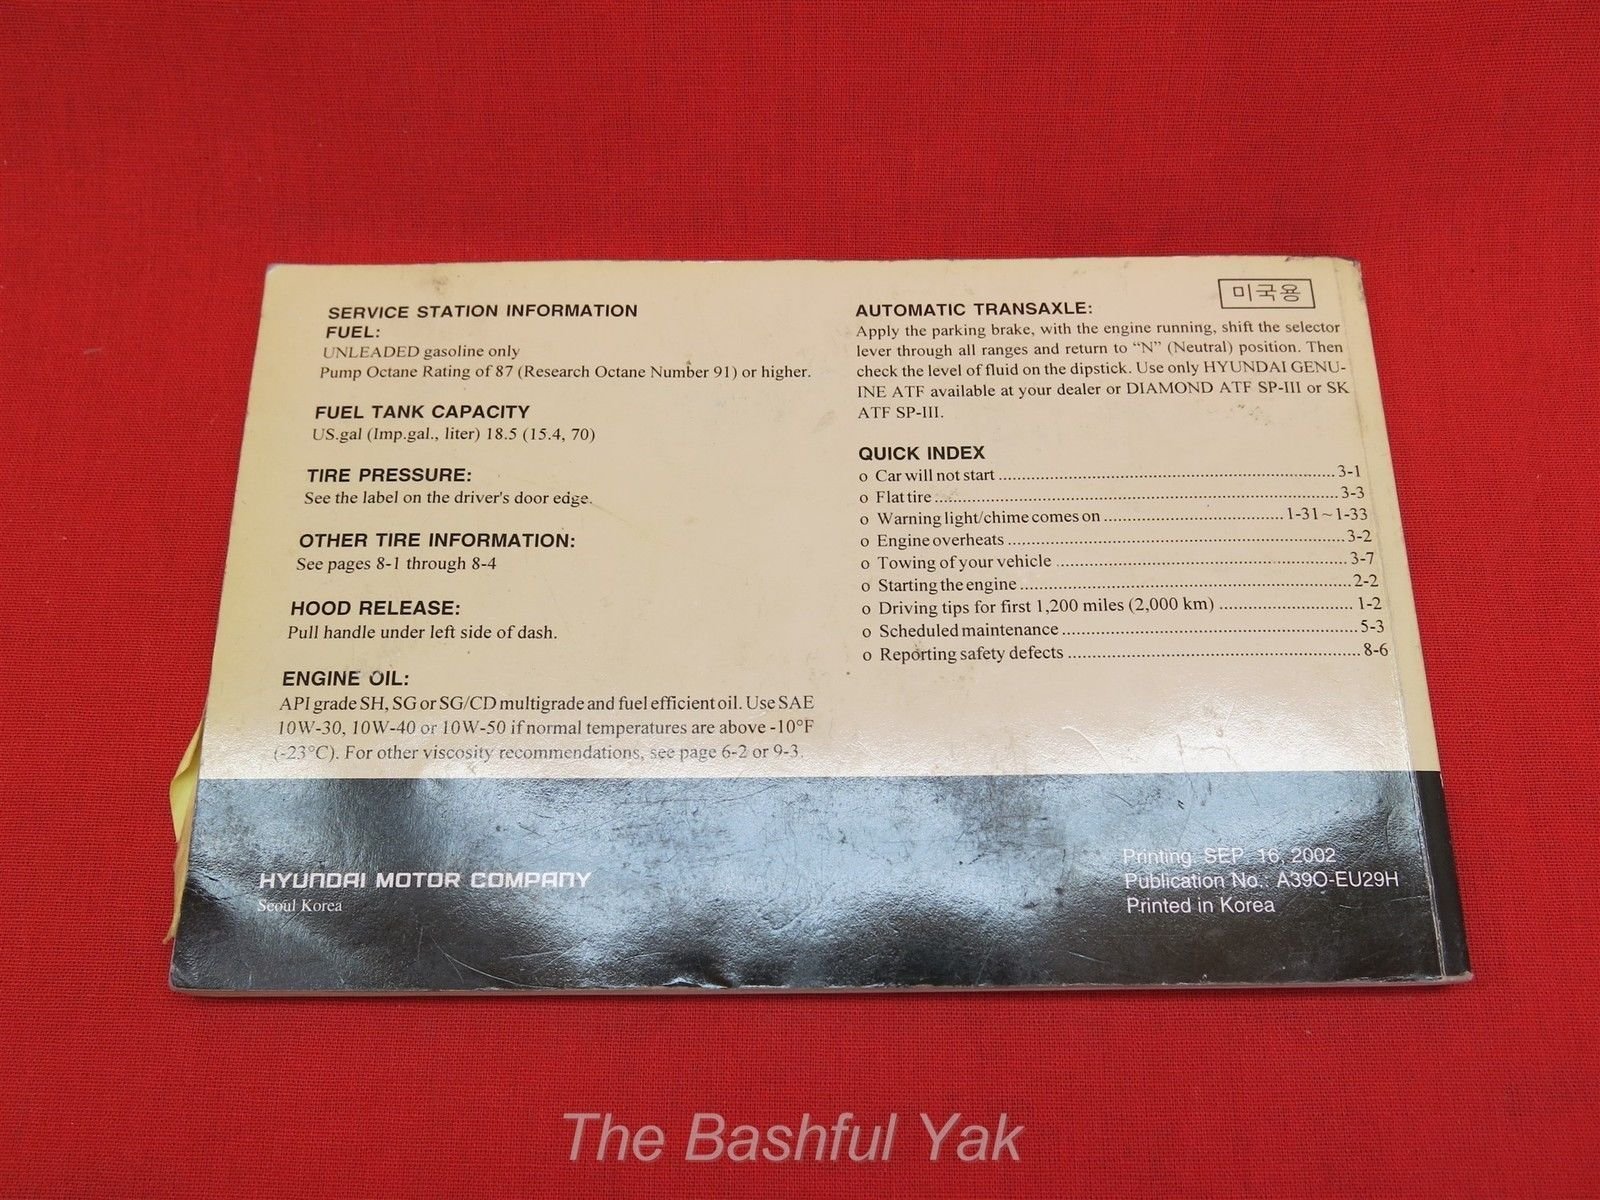 SERVICE STATION INFORMATION
FUEL:
UNLEADED gasoline only
Pump Octane Rating of 87 (Research Octane Number 91) or higher.
FUEL TANK CAPACITY
US.gal (Imp.gal., liter) 18.5 (15.4, 70)
TIRE PRESSURE:
See the label on the driver's door edge.
OTHER TIRE INFORMATION:
See pages 8-1 through 8-4
HOOD RELEASE:
Pull handle under left side of dash.
ENGINE OIL:
API grade SH, SG or SG/CD multigrade and fuel efficient oil. Use SAE
10W-30, 10W-40 or 10W-50 if normal temperatures are above -10°F
(-23°C). For other viscosity recommendations, see page 6-2 or 9-3.
미국용
AUTOMATIC TRANSAXLE:
Apply the parking brake, with the engine running, shift the selector
lever through all ranges and return to “N” (Neutral) position. Then
check the level of fluid on the dipstick. Use only HYUNDAI GENU-
INE ATF available at your dealer or DIAMOND ATF SP-III or SK
ATF SP-III.
QUICK INDEX
o Car will not start ........ 3-1
o Flat tire ........ 3-3
o Warning light/chime comes on ........ 1-31 ~ 1-33
o Engine overheats ........ 3-2
o Towing of your vehicle ........ 3-7
o Starting the engine ........ 2-2
o Driving tips for first 1,200 miles (2,000 km) ........ 1-2
o Scheduled maintenance ........ 5-3
o Reporting safety defects ........ 8-6
HYUNDAI MOTOR COMPANY
Seoul Korea
Printing: SEP. 16, 2002
Publication No.: A39O-EU29H
Printed in Korea
The Bashful Yak